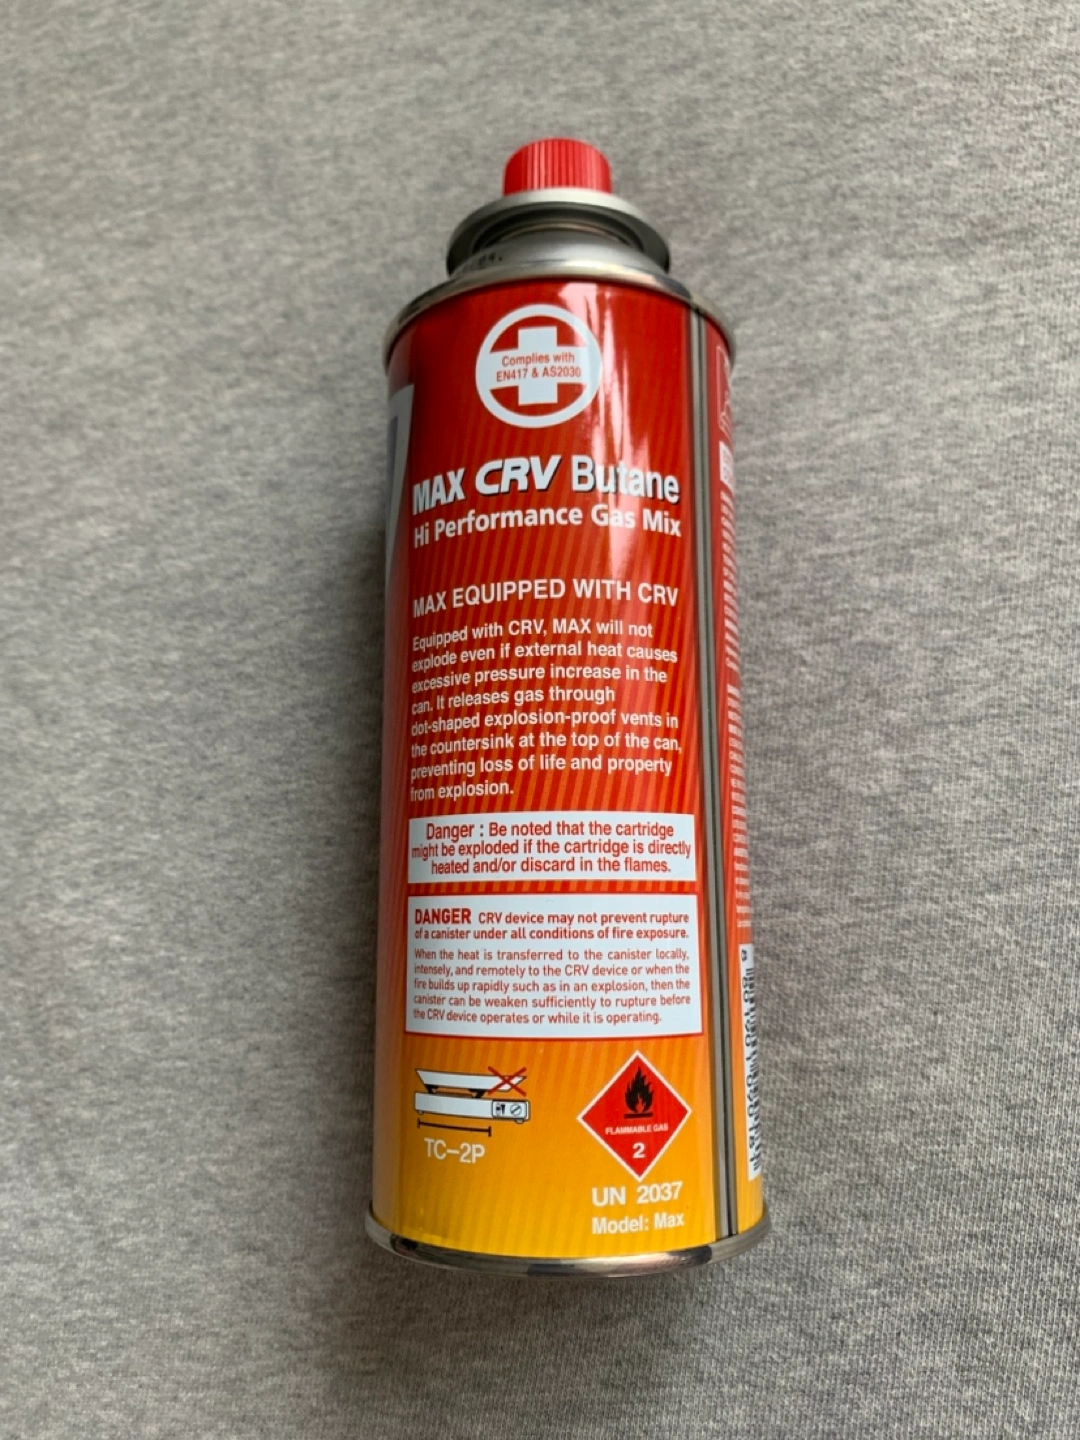 Complies with
EN417 & AS2030
MAX CRV Butane
Hi Performance Gas Mix
MAX EQUIPPED WITH CRV
Equipped with CRV, MAX will not
explode even if external heat causes
excessive pressure increase in the
can. It releases gas through
dot-shaped explosion-proof vents in
the countersink at the top of the can,
preventing loss of life and property
from explosion.
Danger : Be noted that the cartridge
might be exploded if the cartridge is directly
heated and/or discard in the flames.
DANGER CRV device may not prevent rupture
of a canister under all conditions of fire exposure.
When the heat is transferred to the canister locally,
intensely, and remotely to the CRV device or when the
fire builds up rapidly such as in an explosion, then the
canister can be weaken sufficiently to rupture before
the CRV device operates or while it is operating.
TC-2P
FLAMMABLE GAS
2
UN 2037
Model: Max